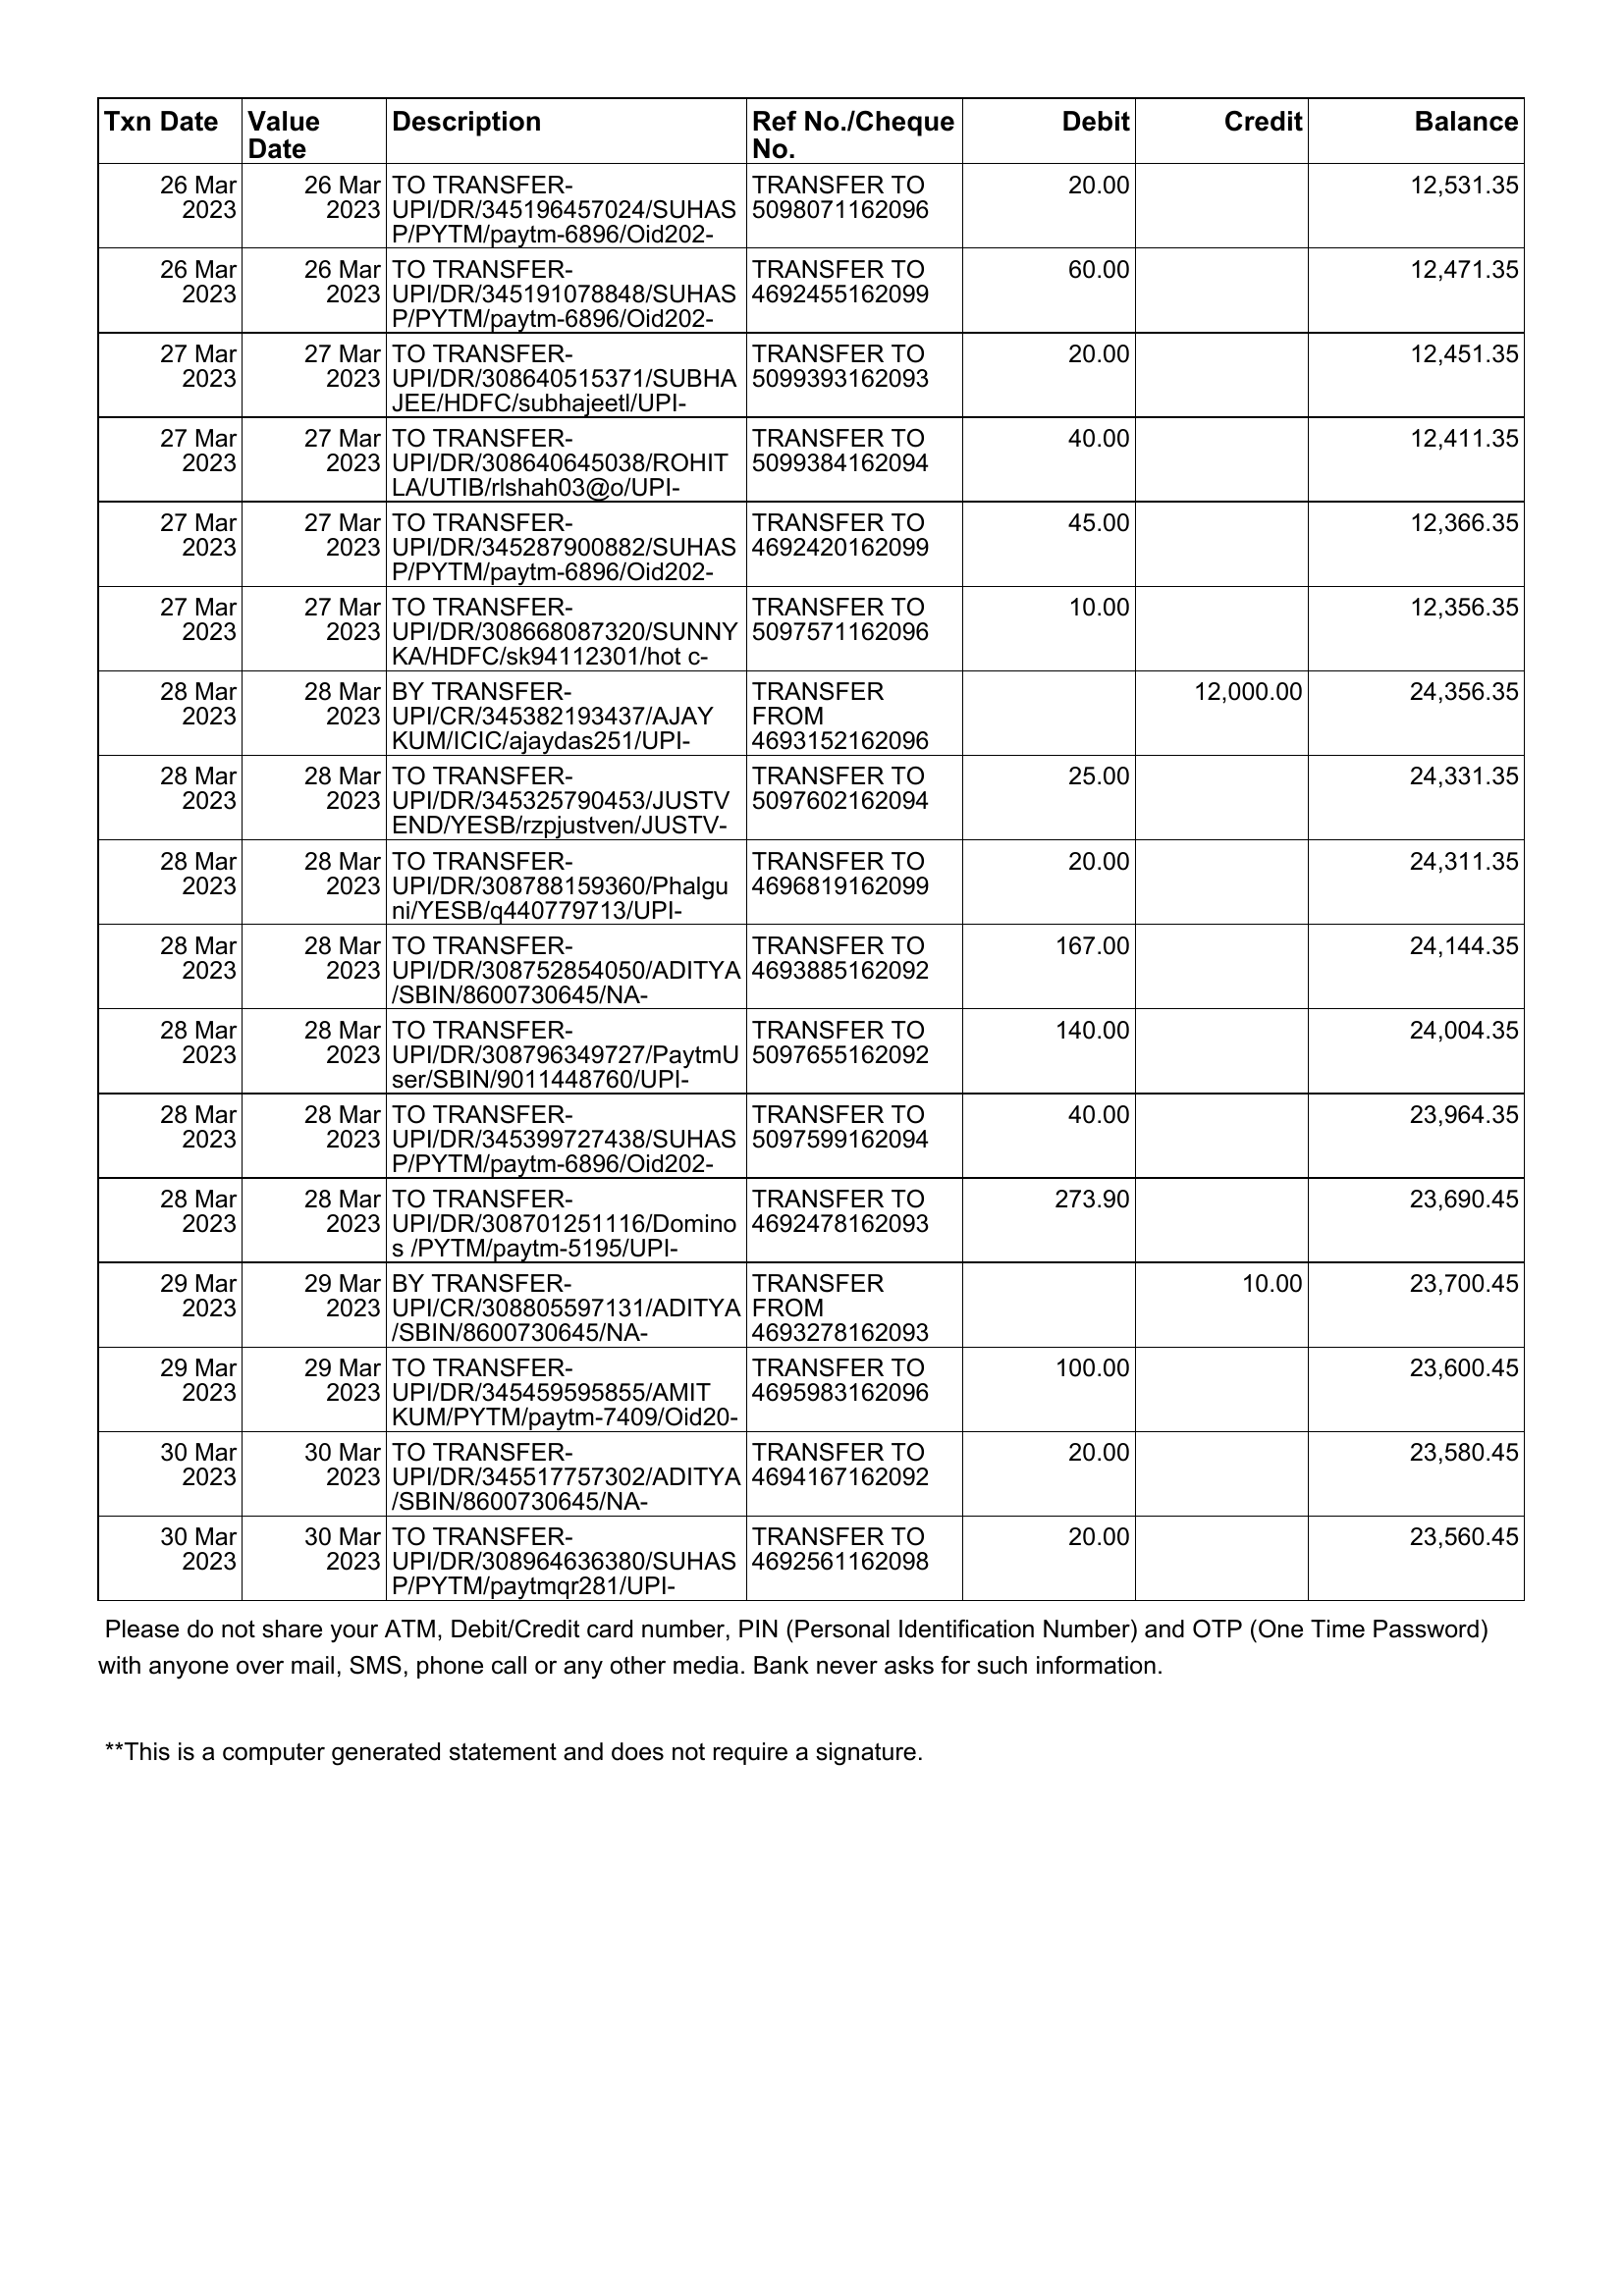 Txn Date Value Date Description Ref No./Cheque No. Debit Credit Balance
26 Mar 26 Mar TO TRANSFER- TRANSFER TO 20.00 12,531.35
2023 2023 UPI/DR/345196457024/SUHAS 5098071162096
P/PYTM/paytm-6896/Oid202-
26 Mar 26 Mar TO TRANSFER- TRANSFER TO 60.00 12,471.35
2023 2023 UPI/DR/345191078848/SUHAS 4692455162099
P/PYTM/paytm-6896/Oid202-
27 Mar 27 Mar TO TRANSFER- TRANSFER TO 20.00 12,451.35
2023 2023 UPI/DR/308640515371/SUBHA 5099393162093
JEE/HDFC/subhajeetl/UPI-
27 Mar 27 Mar TO TRANSFER- TRANSFER TO 40.00 12,411.35
2023 2023 UPI/DR/308640645038/ROHIT 5099384162094
LA/UTIB/rlshah03@o/UPI-
27 Mar 27 Mar TO TRANSFER- TRANSFER TO 45.00 12,366.35
2023 2023 UPI/DR/345287900882/SUHAS 4692420162099
P/PYTM/paytm-6896/Oid202-
27 Mar 27 Mar TO TRANSFER- TRANSFER TO 10.00 12,356.35
2023 2023 UPI/DR/308668087320/SUNNY 5097571162096
KA/HDFC/sk94112301/hot c-
28 Mar 28 Mar BY TRANSFER- TRANSFER 12,000.00 24,356.35
2023 2023 UPI/CR/345382193437/AJAY FROM
KUM/ICIC/ajaydas251/UPI- 4693152162096
28 Mar 28 Mar TO TRANSFER- TRANSFER TO 25.00 24,331.35
2023 2023 UPI/DR/345325790453/JUSTV 5097602162094
END/YESB/rzpjustven/JUSTV-
28 Mar 28 Mar TO TRANSFER- TRANSFER TO 20.00 24,311.35
2023 2023 UPI/DR/308788159360/Phalgu 4696819162099
ni/YESB/q440779713/UPI-
28 Mar 28 Mar TO TRANSFER- TRANSFER TO 167.00 24,144.35
2023 2023 UPI/DR/308752854050/ADITYA 4693885162092
/SBIN/8600730645/NA-
28 Mar 28 Mar TO TRANSFER- TRANSFER TO 140.00 24,004.35
2023 2023 UPI/DR/308796349727/PaytmU 5097655162092
ser/SBIN/9011448760/UPI-
28 Mar 28 Mar TO TRANSFER- TRANSFER TO 40.00 23,964.35
2023 2023 UPI/DR/345399727438/SUHAS 5097599162094
P/PYTM/paytm-6896/Oid202-
28 Mar 28 Mar TO TRANSFER- TRANSFER TO 273.90 23,690.45
2023 2023 UPI/DR/308701251116/Domino 4692478162093
s /PYTM/paytm-5195/UPI-
29 Mar 29 Mar BY TRANSFER- TRANSFER 10.00 23,700.45
2023 2023 UPI/CR/308805597131/ADITYA FROM
/SBIN/8600730645/NA- 4693278162093
29 Mar 29 Mar TO TRANSFER- TRANSFER TO 100.00 23,600.45
2023 2023 UPI/DR/345459595855/AMIT 4695983162096
KUM/PYTM/paytm-7409/Oid20-
30 Mar 30 Mar TO TRANSFER- TRANSFER TO 20.00 23,580.45
2023 2023 UPI/DR/345517757302/ADITYA 4694167162092
/SBIN/8600730645/NA-
30 Mar 30 Mar TO TRANSFER- TRANSFER TO 20.00 23,560.45
2023 2023 UPI/DR/308964636380/SUHAS 4692561162098
P/PYTM/paytmqr281/UPI-
Please do not share your ATM, Debit/Credit card number, PIN (Personal Identification Number) and OTP (One Time Password)
with anyone over mail, SMS, phone call or any other media. Bank never asks for such information.
**This is a computer generated statement and does not require a signature.